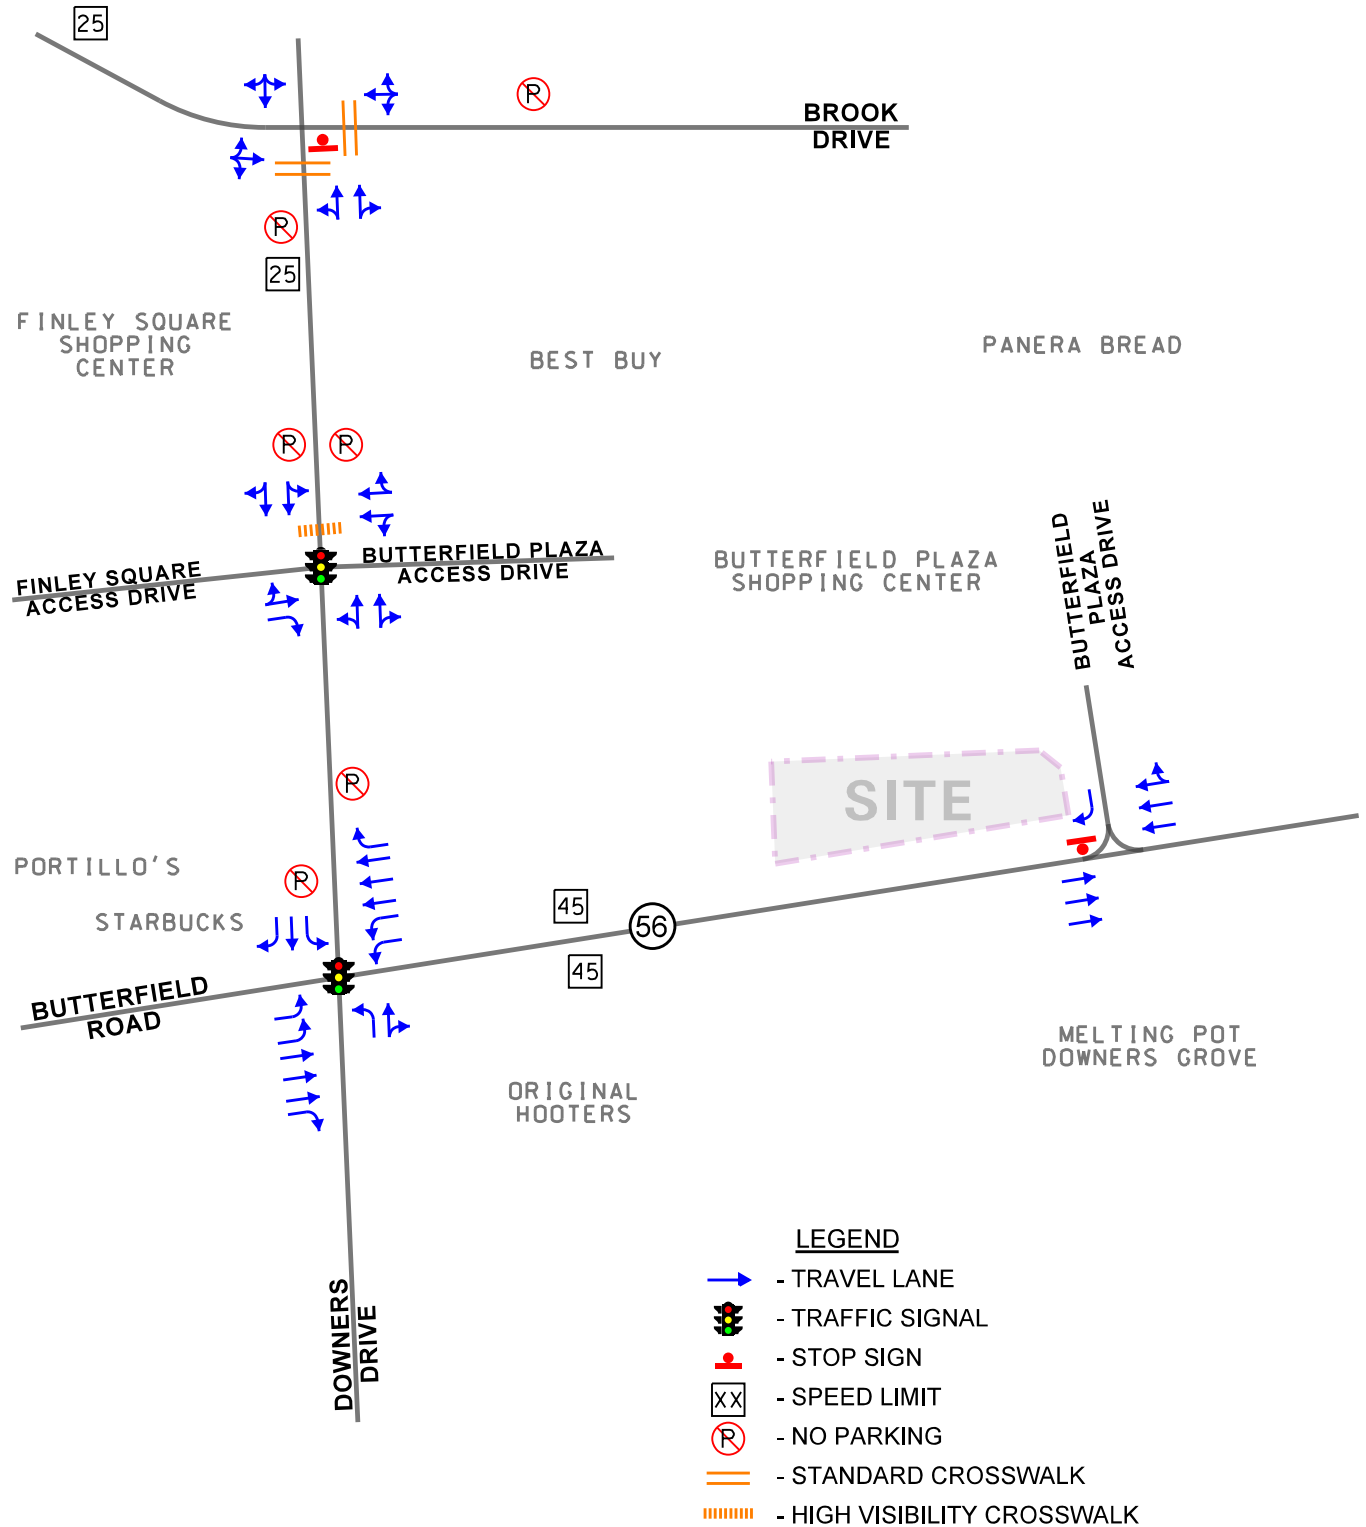 25
BROOK
DRIVE
25
FINLEY SQUARE
SHOPPING
CENTER
BEST BUY
PANERA BREAD
BUTTERFIELD PLAZA
ACCESS DRIVE
FINLEY SQUARE
ACCESS DRIVE
BUTTERFIELD PLAZA
SHOPPING CENTER
BUTTERFIELD
PLAZA
ACCESS DRIVE
SITE
PORTILLO'S
STARBUCKS
45
56
45
BUTTERFIELD
ROAD
MELTING POT
DOWNERS GROVE
ORIGINAL
HOOTERS
DOWNERS
DRIVE
LEGEND
- TRAVEL LANE
- TRAFFIC SIGNAL
- STOP SIGN
XX - SPEED LIMIT
P - NO PARKING
- STANDARD CROSSWALK
- HIGH VISIBILITY CROSSWALK